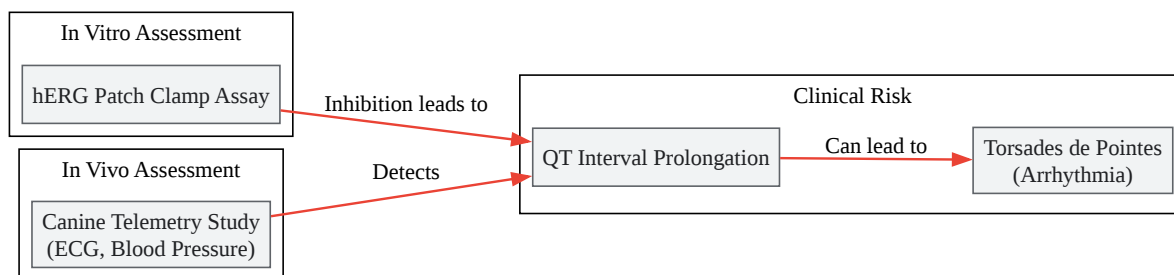 In Vitro Assessment
hERG Patch Clamp Assay
Inhibition leads to
In Vivo Assessment
Canine Telemetry Study
(ECG, Blood Pressure)
Detects
Clinical Risk
QT Interval Prolongation
Can lead to
Torsades de Pointes
(Arrhythmia)